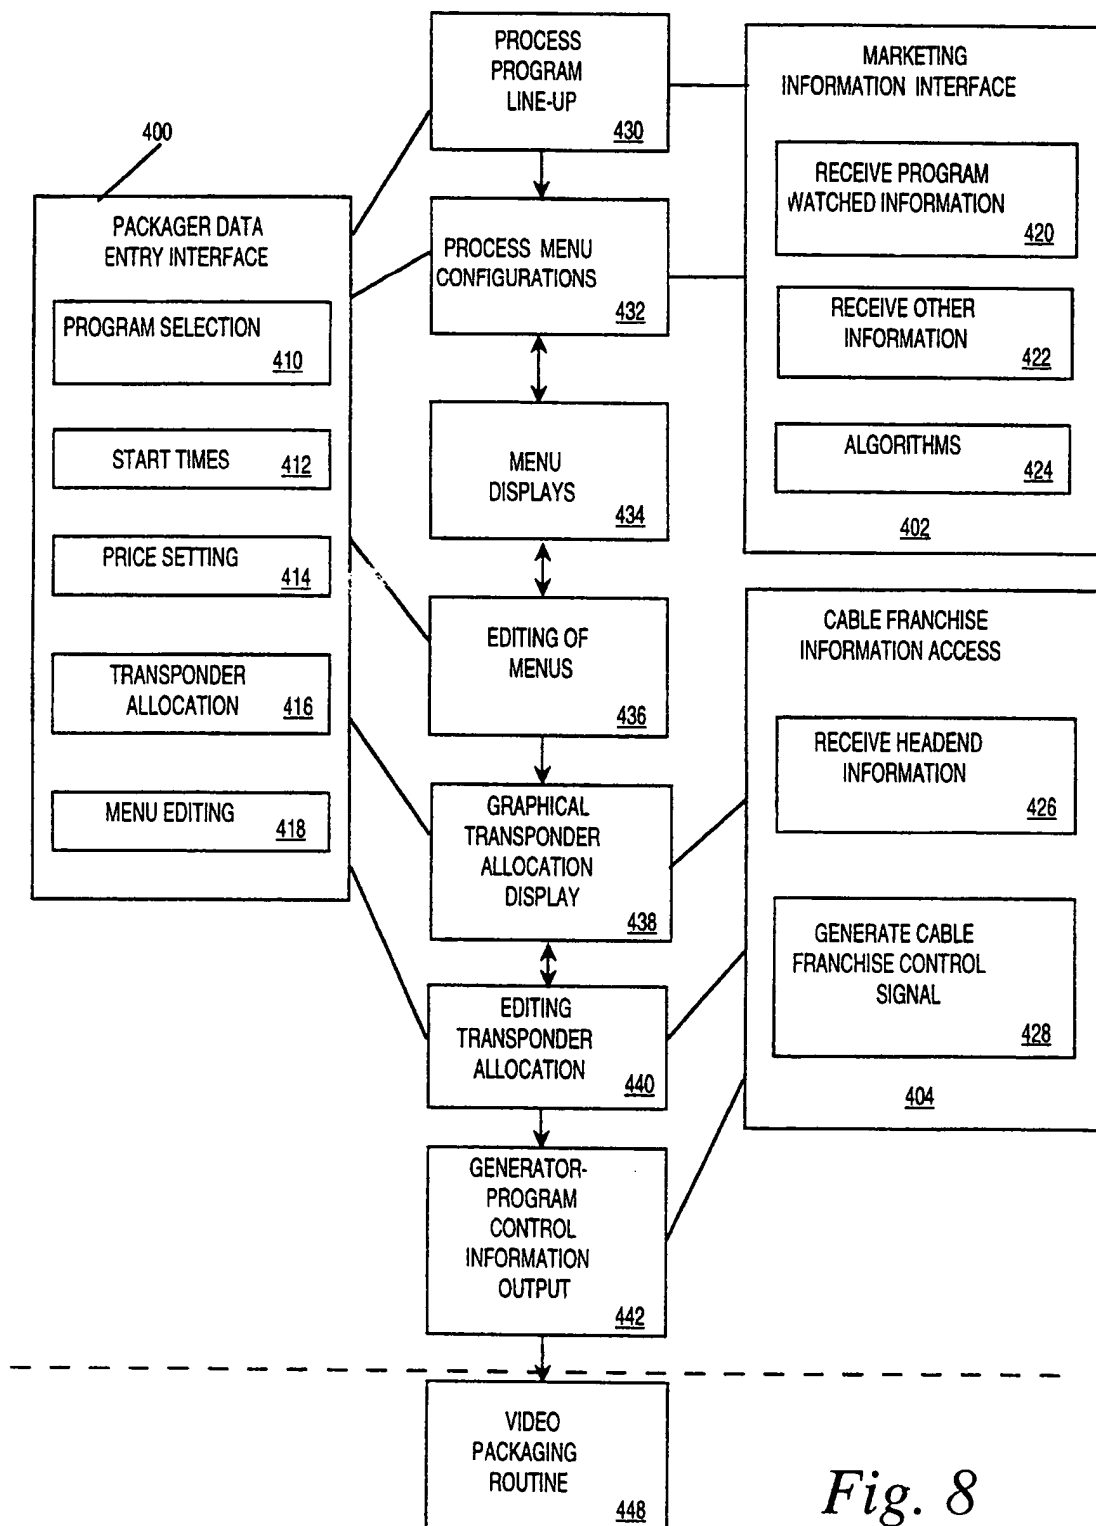 400
PACKAGER DATA
ENTRY INTERFACE
PROGRAM SELECTION
410
START TIMES 412
PRICE SETTING
414
TRANSPONDER
ALLOCATION 416
MENU EDITING 418
PROCESS
PROGRAM
LINE-UP
430
PROCESS MENU
CONFIGURATIONS
432
MENU
DISPLAYS
434
EDITING OF
MENUS
436
GRAPHICAL
TRANSPONDER
ALLOCATION
DISPLAY
438
EDITING
TRANSPONDER
ALLOCATION 440
GENERATOR-
PROGRAM
CONTROL
INFORMATION
OUTPUT
442
VIDEO
PACKAGING
ROUTINE
448
MARKETING
INFORMATION INTERFACE
RECEIVE PROGRAM
WATCHED INFORMATION
420
RECEIVE OTHER
INFORMATION
422
ALGORITHMS
424
402
CABLE FRANCHISE
INFORMATION ACCESS
RECEIVE HEADEND
INFORMATION
426
GENERATE CABLE
FRANCHISE CONTROL
SIGNAL
428
404
Fig. 8